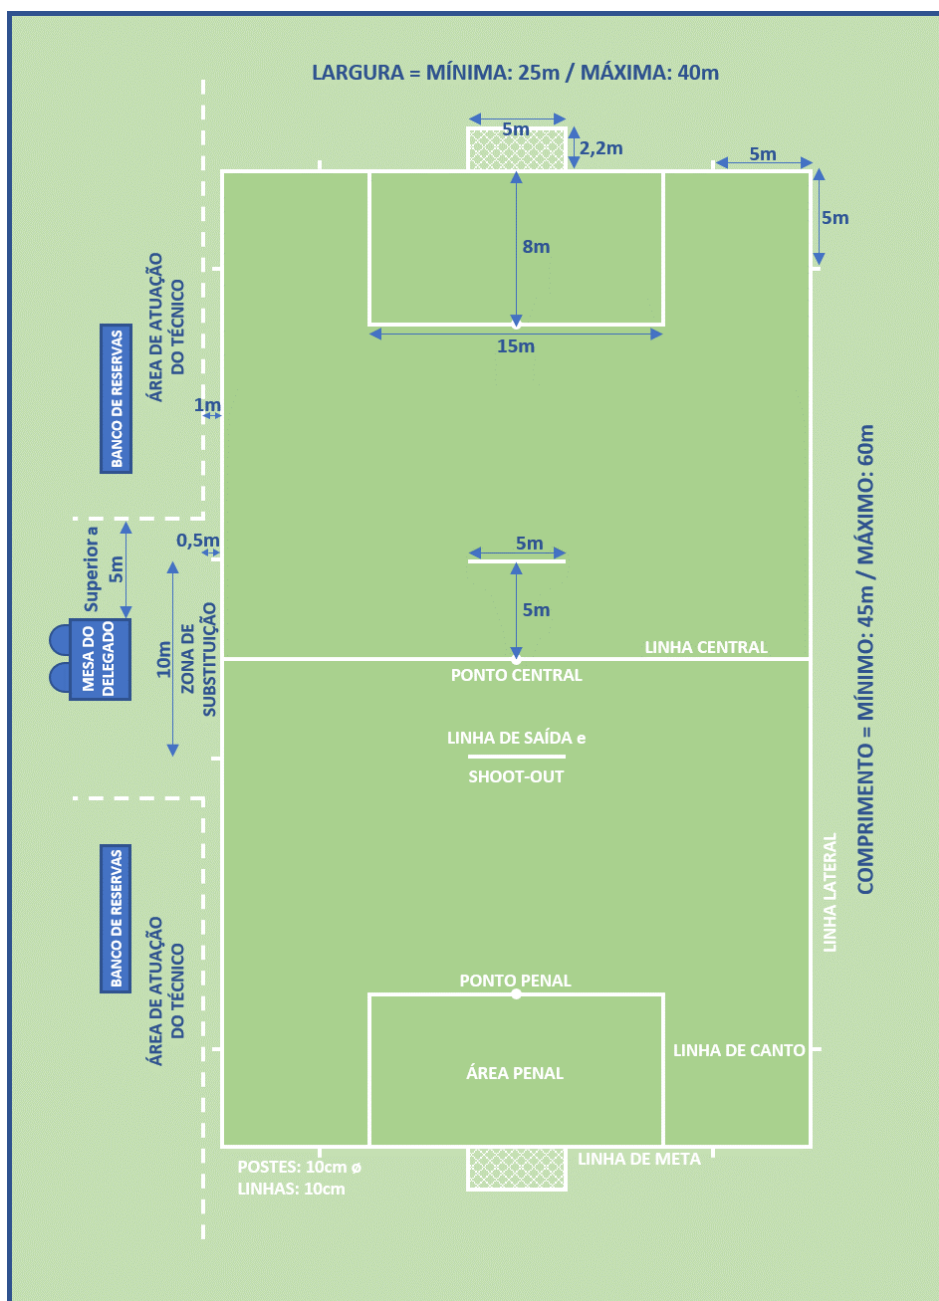 LARGURA = MÍNIMA: 25m / MÁXIMA: 40m
5m
2,2m
5m
5m
8m
15m
ÁREA DE ATUAÇÃO
DO TÉCNICO
BANCO DE RESERVAS
1m
COMPRIMENTO = MÍNIMO: 45m / MÁXIMO: 60m
Superior a
5m
0,5m
5m
5m
MESA DO
DELEGADO
10m
ZONA DE
SUBSTITUIÇÃO
LINHA CENTRAL
PONTO CENTRAL
LINHA DE SAÍDA e
SHOOT-OUT
BANCO DE RESERVAS
ÁREA DE ATUAÇÃO
DO TÉCNICO
LINHA LATERAL
PONTO PENAL
LINHA DE CANTO
ÁREA PENAL
LINHA DE META
POSTES: 10cm ø
LINHAS: 10cm